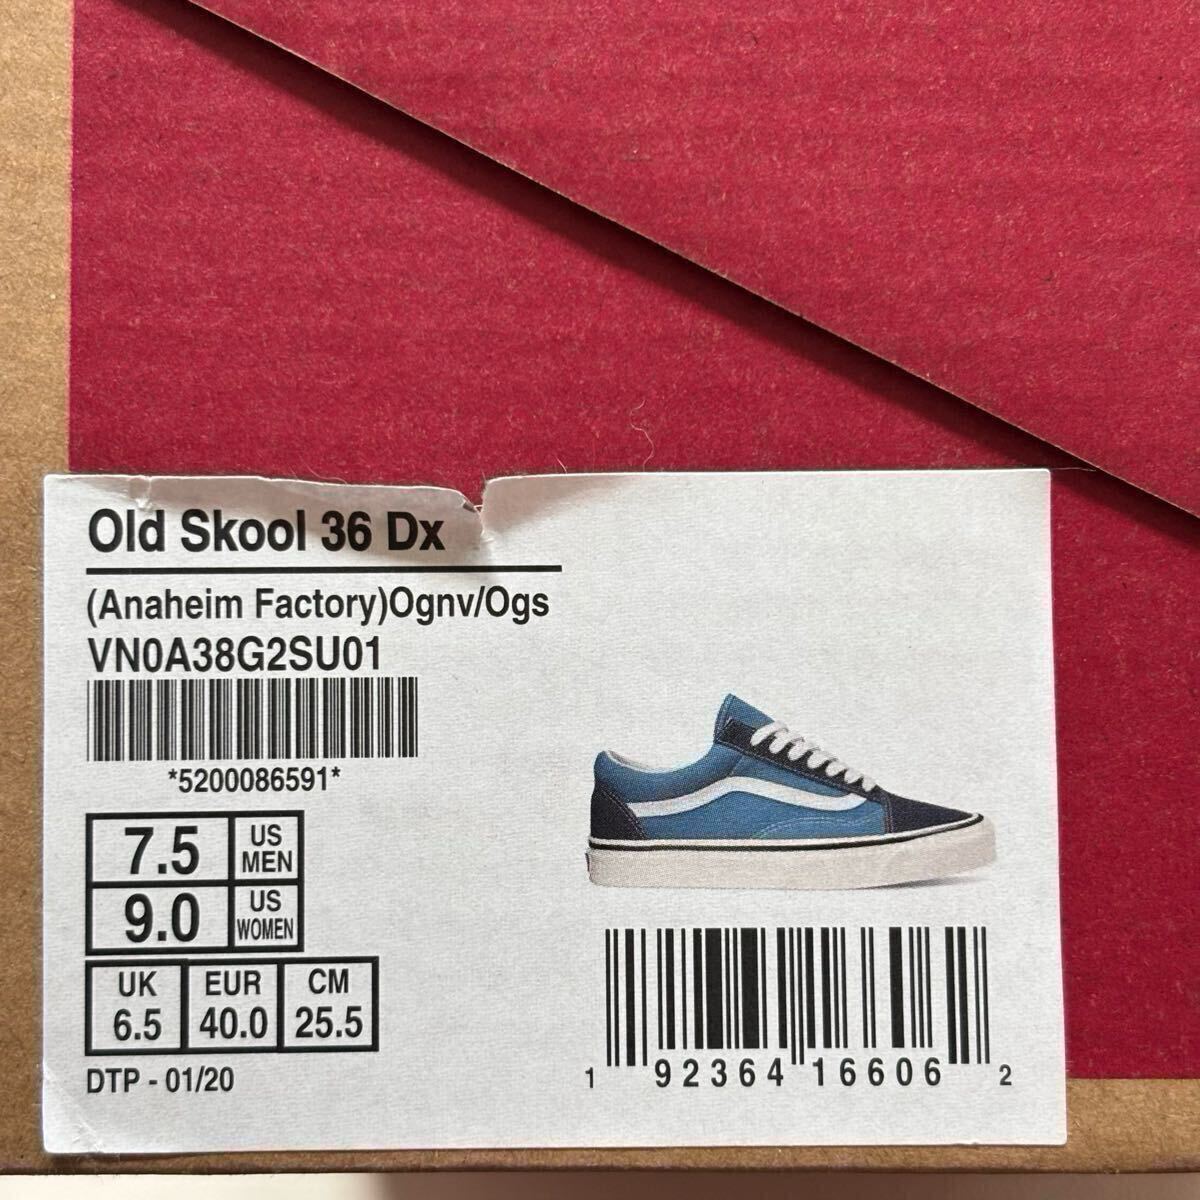 Old Skool 36 Dx
(Anaheim Factory)Ognv/Ogs
VN0A38G2SU01
*5200086591*
7.5 US MEN
9.0 US WOMEN
UK EUR CM
6.5 40.0 25.5
DTP - 01/20
1 92364 16606 2